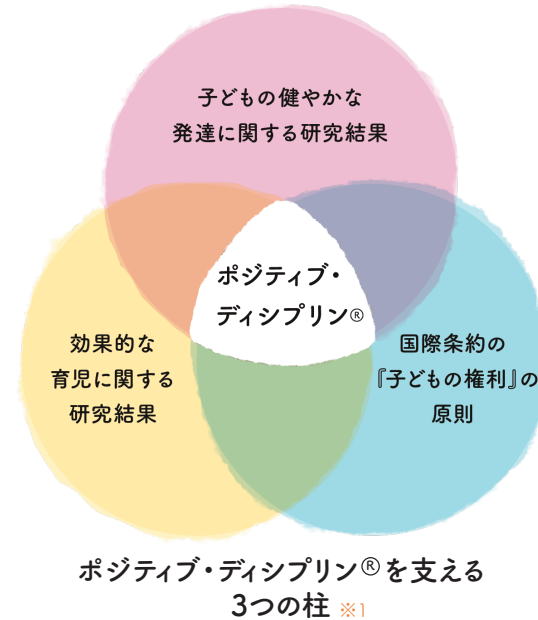 子どもの健やかな
発達に関する研究結果
ポジティブ・
ディシプリン®
効果的な
育児に関する
研究結果
国際条約の
『子どもの権利』の
原則
ポジティブ・ディシプリン®を支える
3つの柱 ※1